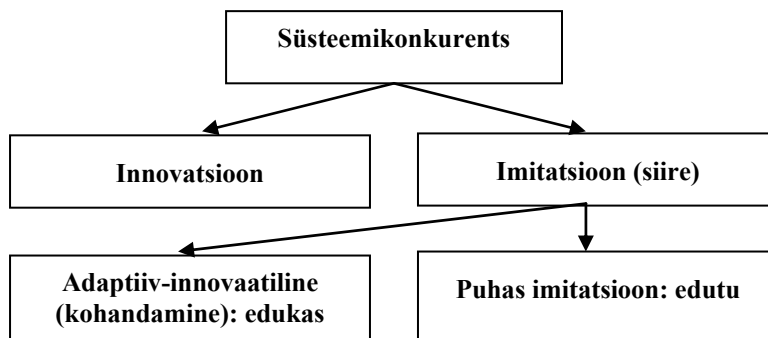 Süsteemikonkurents
Innovatsioon
Imitatsioon (siire)
Adaptiiv-innovaatiline
(kohandamine): edukas
Puhas imitatsioon: edutu